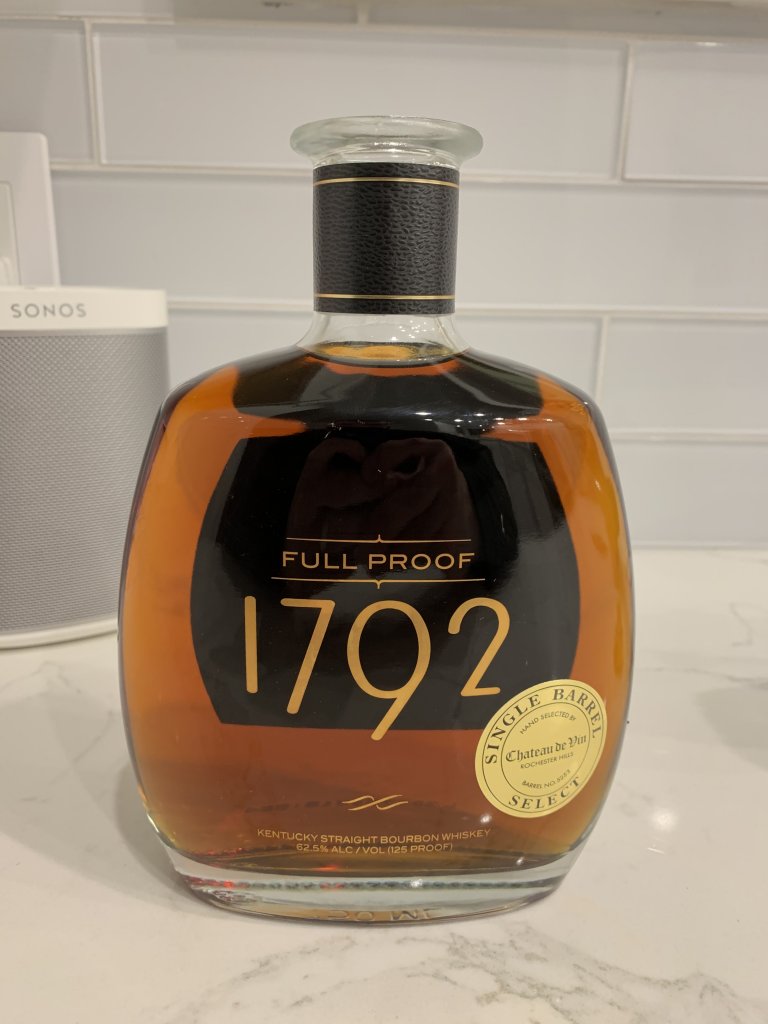 SONOS
FULL PROOF
1792
SINGLE BARREL
HAND SELECTED BY
Chateau de Vin
ROCHESTER HILLS
SELECT
KENTUCKY STRAIGHT BOURBON WHISKEY
62.5% ALC / VOL (125 PROOF)